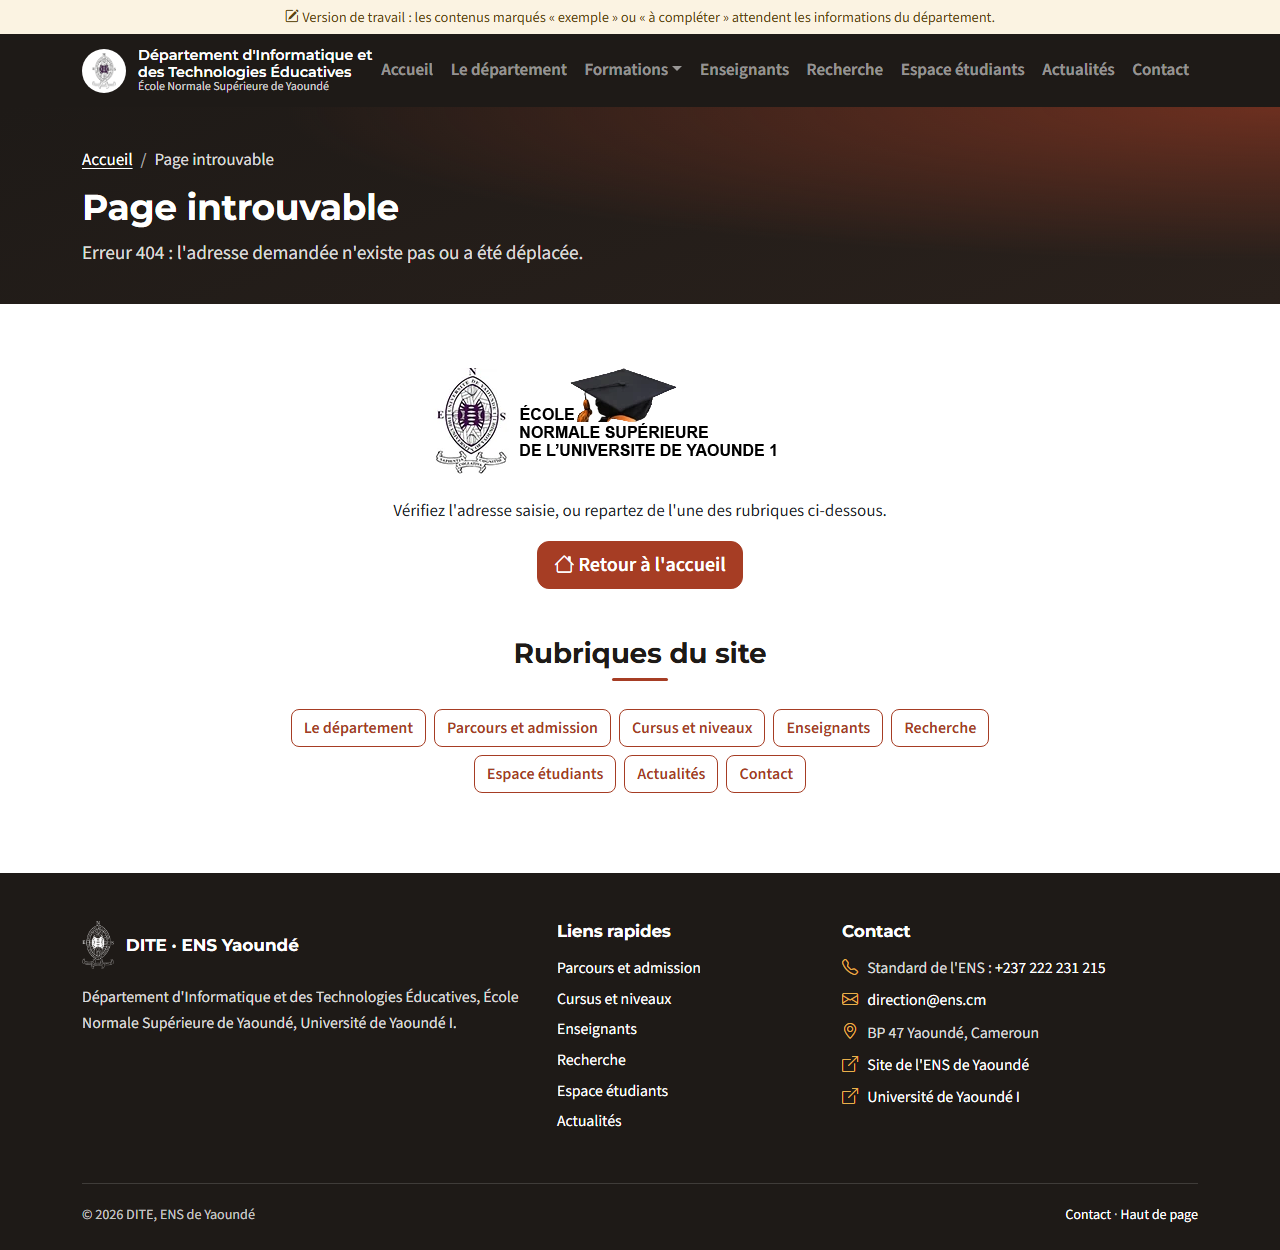 Version de travail : les contenus marqués « exemple » ou « à compléter » attendent les informations du département.
Département d'Informatique et
des Technologies Éducatives
École Normale Supérieure de Yaoundé
Accueil Le département Formations Enseignants Recherche Espace étudiants Actualités Contact
Accueil / Page introuvable
Page introuvable
Erreur 404 : l'adresse demandée n'existe pas ou a été déplacée.
N
E S
ÉCOLE
NORMALE SUPÉRIEURE
DE L'UNIVERSITE DE YAOUNDE 1
Vérifiez l'adresse saisie, ou repartez de l'une des rubriques ci-dessous.
Retour à l'accueil
Rubriques du site
Le département Parcours et admission Cursus et niveaux Enseignants Recherche
Espace étudiants Actualités Contact
DITE · ENS Yaoundé
Département d'Informatique et des Technologies Éducatives, École
Normale Supérieure de Yaoundé, Université de Yaoundé I.
Liens rapides
Parcours et admission
Cursus et niveaux
Enseignants
Recherche
Espace étudiants
Actualités
Contact
Standard de l'ENS : +237 222 231 215
direction@ens.cm
BP 47 Yaoundé, Cameroun
Site de l'ENS de Yaoundé
Université de Yaoundé I
© 2026 DITE, ENS de Yaoundé
Contact · Haut de page